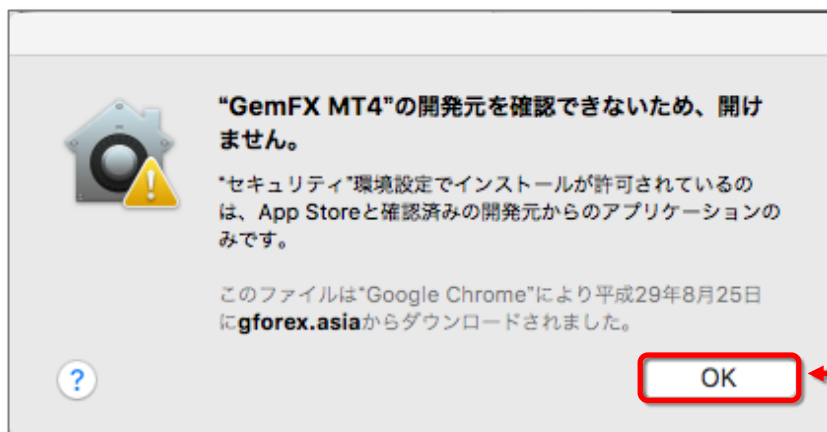 “GemFX MT4”の開発元を確認できないため、開け
ません。
“セキュリティ”環境設定でインストールが許可されているの
は、App Storeと確認済みの開発元からのアプリケーションの
みです。
このファイルは“Google Chrome”により平成29年8月25日
にgforex.asiaからダウンロードされました。
?
OK